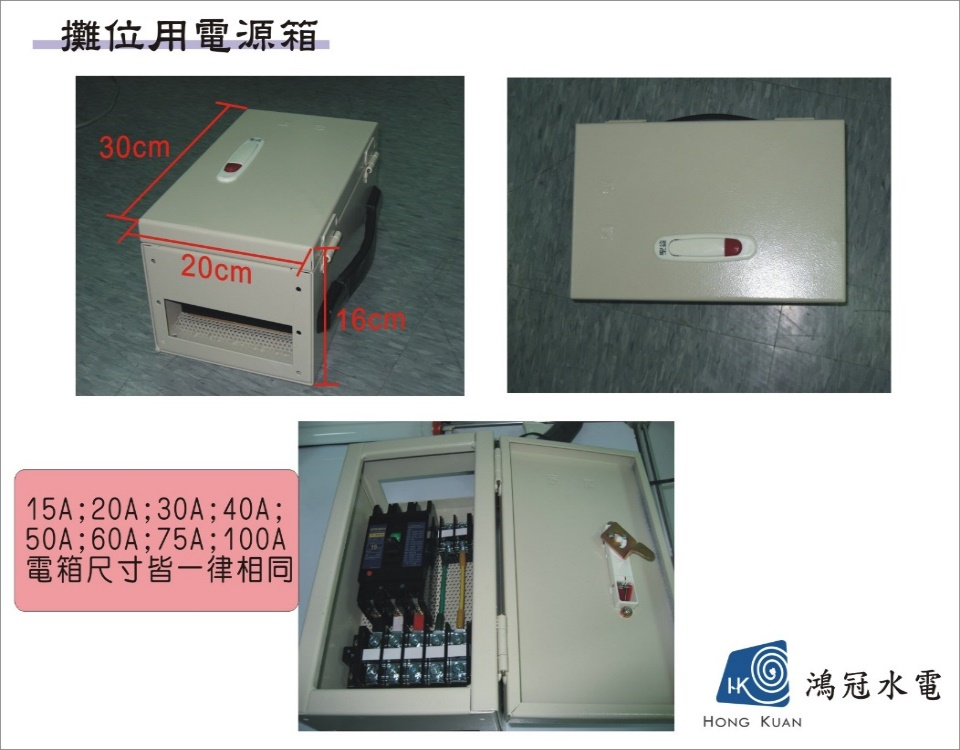 攤位用電源箱
30cm
20cm
16cm
15A;20A;30A;40A;
50A;60A;75A;100A
電箱尺寸皆一律相同
HK
鴻冠水電
HONG KUAN